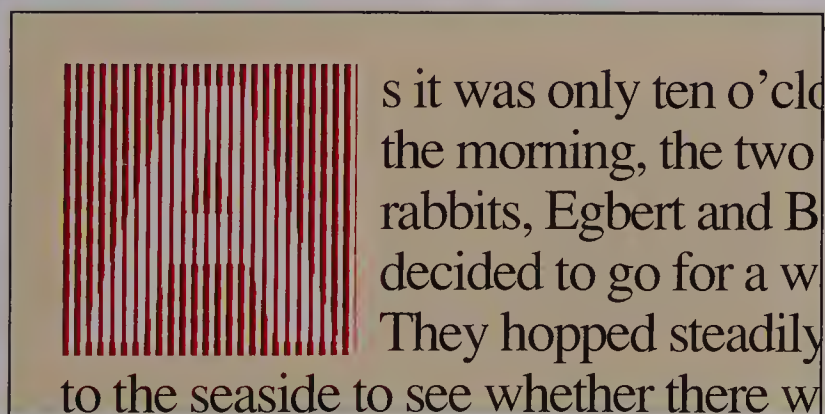 A
s it was only ten o’clo
the morning, the two
rabbits, Egbert and B
decided to go for a w
They hopped steadily
to the seaside to see whether there w